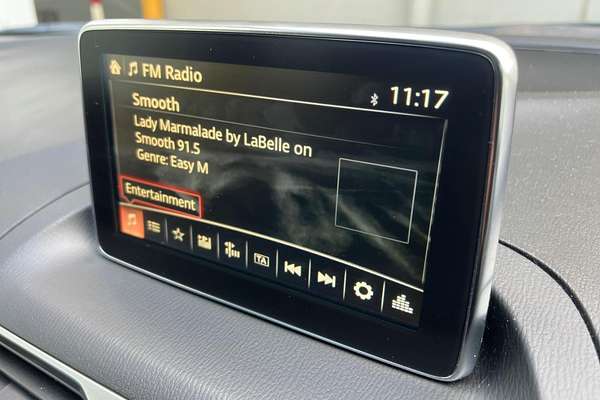 FM Radio
11:17
Smooth
Lady Marmalade by LaBelle on
Smooth 91.5
Genre: Easy M
Entertainment
TA